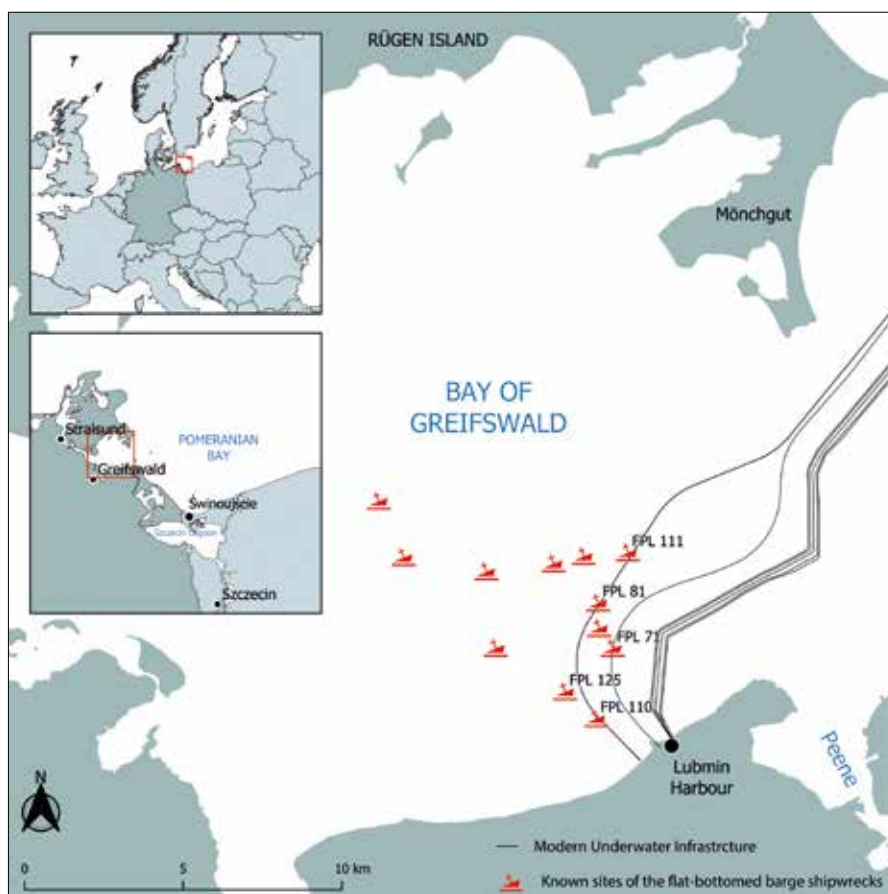 RÜGEN ISLAND
Mönchgut
BAY OF
GREIFSWALD
Stralsund
POMERANIAN
BAY
Greifswald
Świnoujście
Szczecin Lagoon
Szczecin
FPL 111
FPL 81
FPL 71
FPL 125
FPL 110
Lubmin
Harbour
Peene
N
0 5 10 km
Modern Underwater Infrastrcture
Known sites of the flat-bottomed barge shipwrecks